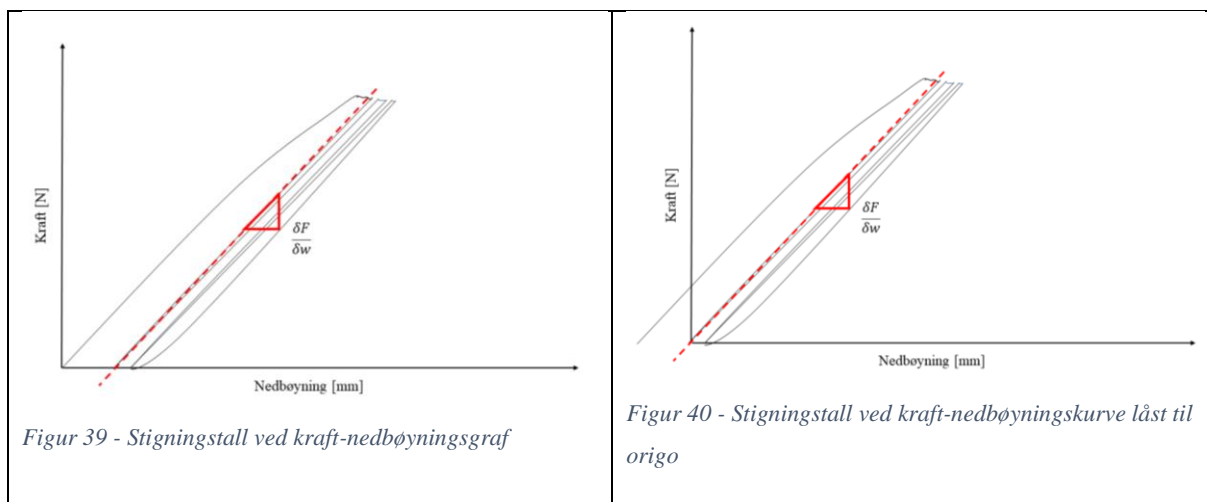 Kraft [N]
δF
δw
Nedbøyning [mm]
Figur 39 - Stigningstall ved kraft-nedbøyningsgraf
Kraft [N]
δF
δw
Nedbøyning [mm]
Figur 40 - Stigningstall ved kraft-nedbøyningskurve låst til
origo